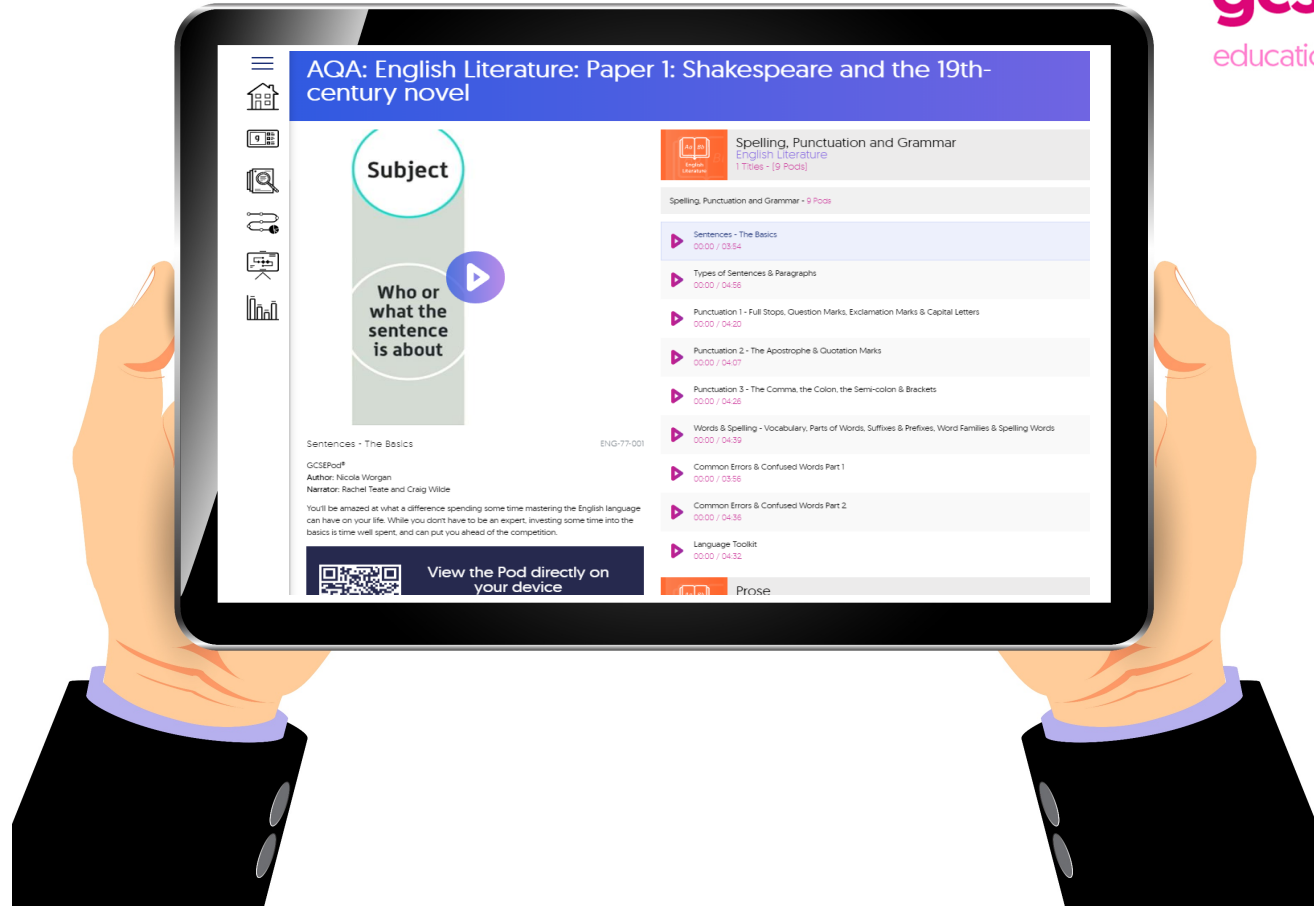 AQA: English Literature: Paper 1: Shakespeare and the 19th-
century novel
Subject
Who or
what the
sentence
is about
Sentences - The Basics
ENG-77-001
GCSEPod®
Author: Nicola Worgan
Narrator: Rachel Teate and Craig Wilde
You'll be amazed at what a difference spending some time mastering the English language
can have on your life. While you don't have to be an expert, investing some time into the
basics is time well spent, and can put you ahead of the competition.
View the Pod directly on
your device
English
Literature
Spelling, Punctuation and Grammar
English Literature
1 Titles - [9 Pods]
Spelling, Punctuation and Grammar - 9 Pods
Sentences - The Basics
00:00 / 03:54
Types of Sentences & Paragraphs
00:00 / 04:56
Punctuation 1 - Full Stops, Question Marks, Exclamation Marks & Capital Letters
00:00 / 04:20
Punctuation 2 - The Apostrophe & Quotation Marks
00:00 / 04:07
Punctuation 3 - The Comma, the Colon, the Semi-colon & Brackets
00:00 / 04:26
Words & Spelling - Vocabulary, Parts of Words, Suffixes & Prefixes, Word Families & Spelling Words
00:00 / 04:39
Common Errors & Confused Words Part 1
00:00 / 03:56
Common Errors & Confused Words Part 2
00:00 / 04:36
Language Toolkit
00:00 / 04:32
Prose